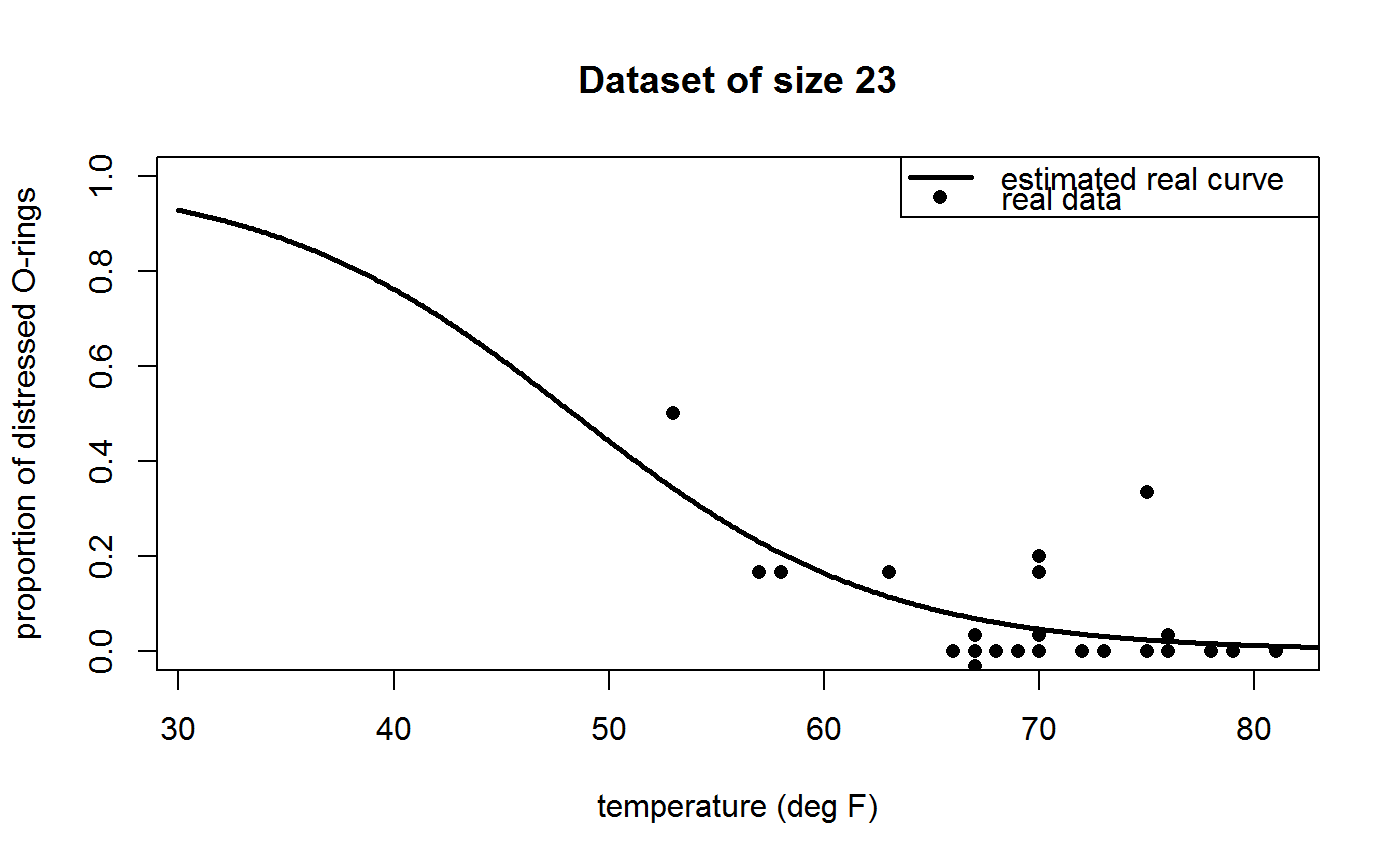 Dataset of size 23
estimated real curve
real data
proportion of distressed O-rings
1.0
0.8
0.6
0.4
0.2
0.0
30 40 50 60 70 80
temperature (deg F)